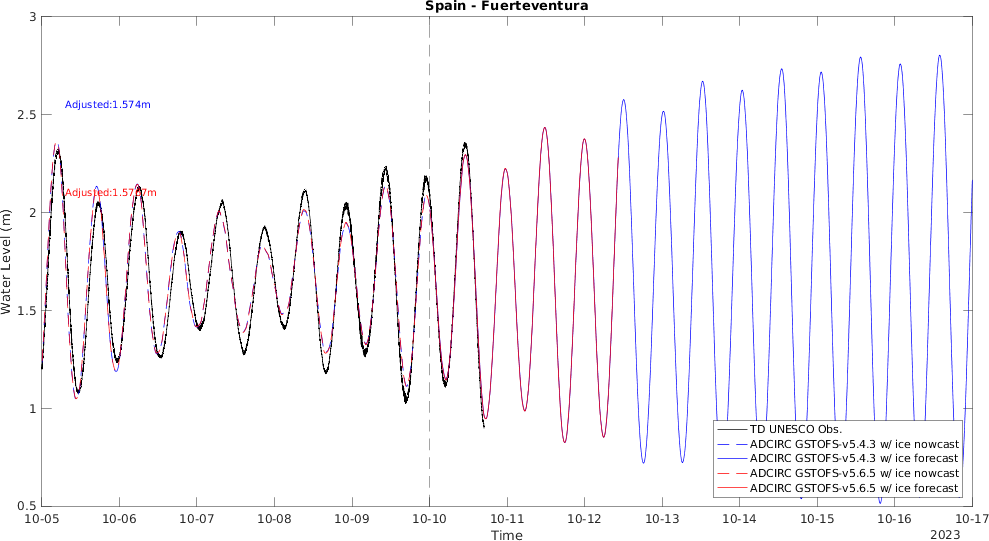 Spain - Fuerteventura
3
2.5
2
1.5
1
0.5
Water Level (m)
Adjusted:1.574m
TD UNESCO Obs.
ADCIRC GSTOFS-v5.4.3 w/ ice nowcast
ADCIRC GSTOFS-v5.4.3 w/ ice forecast
ADCIRC GSTOFS-v5.6.5 w/ ice nowcast
ADCIRC GSTOFS-v5.6.5 w/ ice forecast
10-05 10-06 10-07 10-08 10-09 10-10 10-11 10-12 10-13 10-14 10-15 10-16 10-17
Time
2023